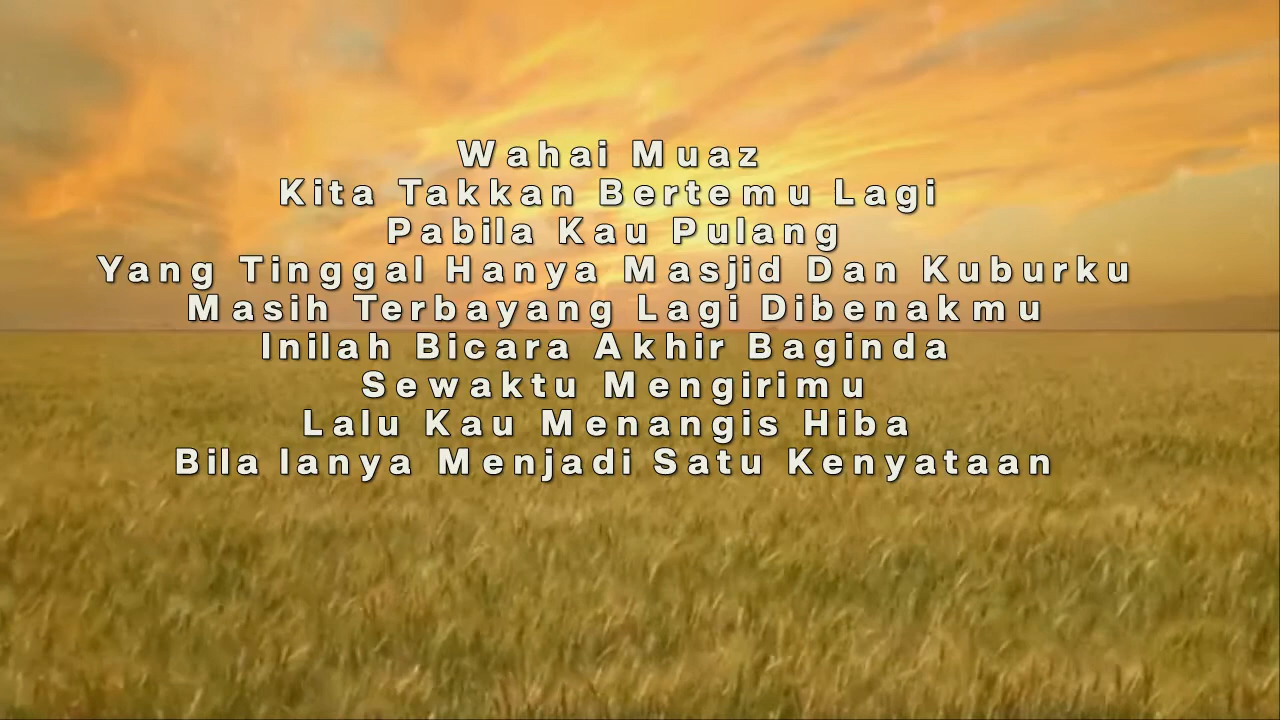 Wahai Muaz
Kita Takkan Bertemu Lagi
Pabila Kau Pulang
Yang Tinggal Hanya Masjid Dan Kuburku
Masih Terbayang Lagi Dibenakmu
Inilah Bicara Akhir Baginda
Sewaktu Mengirimu
Lalu Kau Menangis Hiba
Bila Ianya Menjadi Satu Kenyataan